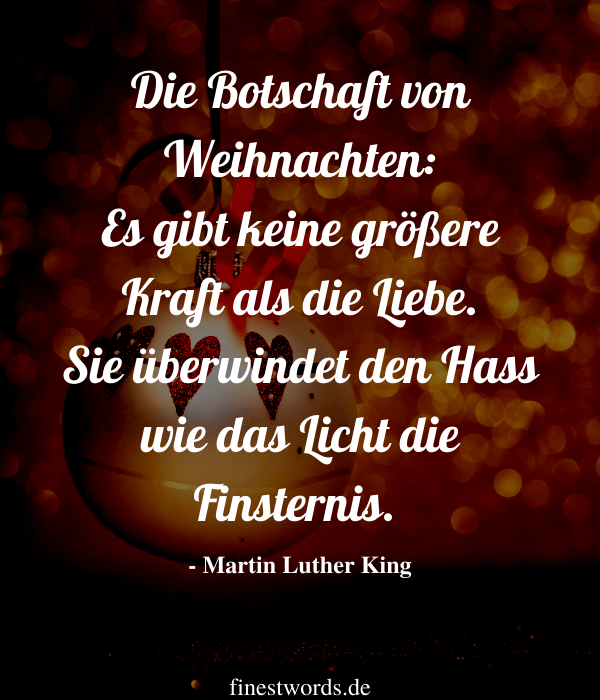 Die Botschaft von
Weihnachten:
Es gibt keine größere
Kraft als die Liebe.
Sie überwindet den Hass
wie das Licht die
Finsternis.
- Martin Luther King
finestwords.de